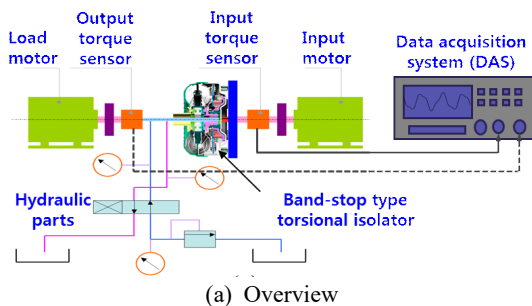 Load
motor
Output
torque
sensor
Input
torque
sensor
Input
motor
Data acquisition
system (DAS)
Hydraulic
parts
Band-stop type
torsional isolator
(a) Overview